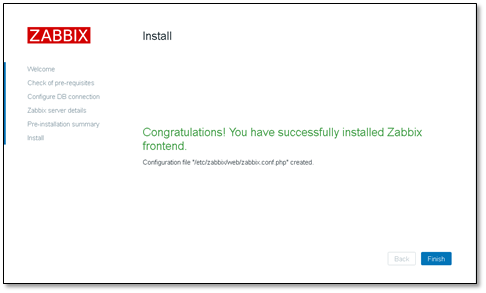 ZABBIX
Install
Welcome
Check of pre-requisites
Configure DB connection
Zabbix server details
Pre-installation summary
Install
Congratulations! You have successfully installed Zabbix
frontend.
Configuration file "/etc/zabbix/web/zabbix.conf.php" created.
Back
Finish